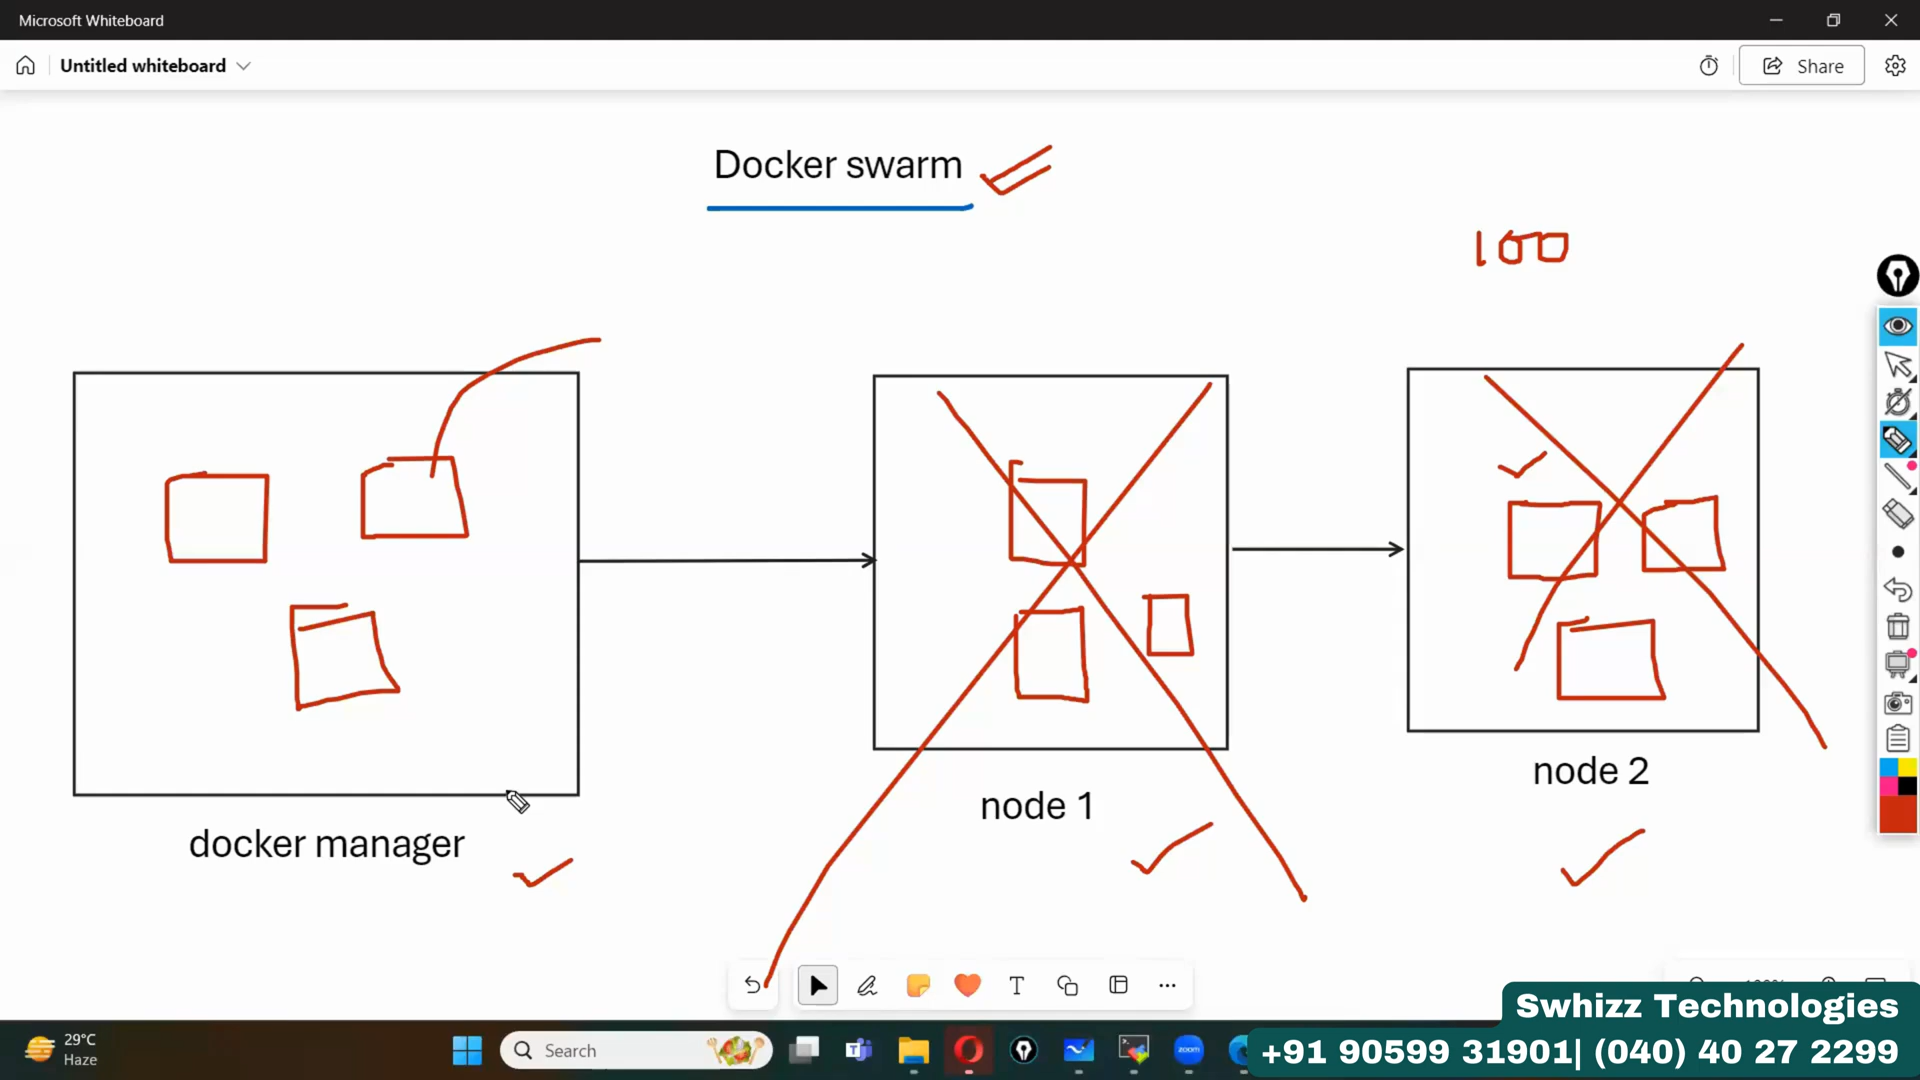 Microsoft Whiteboard
Untitled whiteboard
Share
Docker swarm
100
docker manager
node 1
node 2
29°C
Haze
Search
zoom
Swhizz Technologies
+91 90599 31901| (040) 40 27 2299